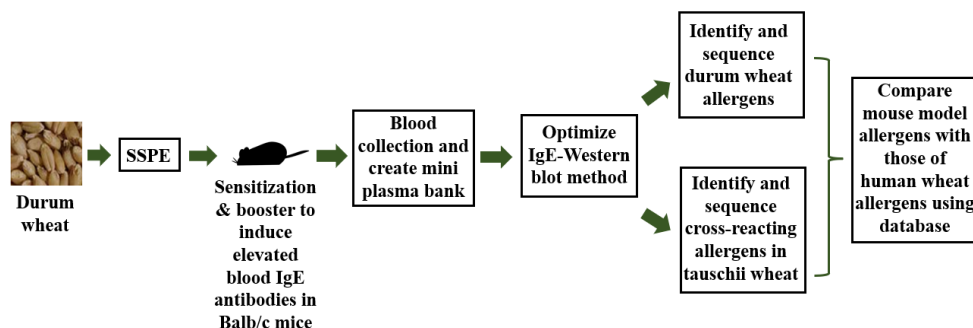 Durum
wheat
SSPE
Sensitization
& booster to
induce
elevated
blood IgE
antibodies in
Balb/c mice
Blood
collection and
create mini
plasma bank
Optimize
IgE-Western
blot method
Identify and
sequence
durum wheat
allergens
Identify and
sequence
cross-reacting
allergens in
tauschii wheat
Compare
mouse model
allergens with
those of
human wheat
allergens using
database